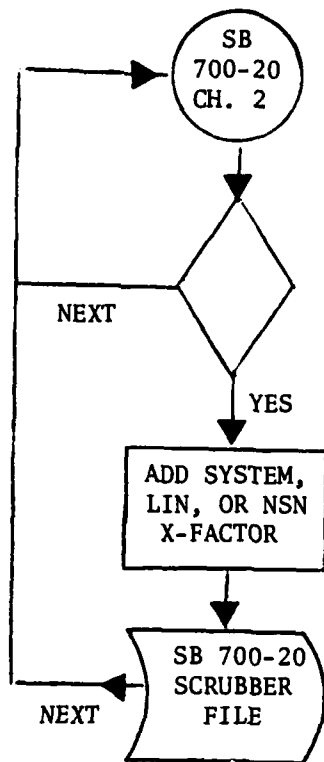 SB
700-20
CH. 2
NEXT
YES
ADD SYSTEM,
LIN, OR NSN
X-FACTOR
SB 700-20
SCRUBBER
FILE
NEXT